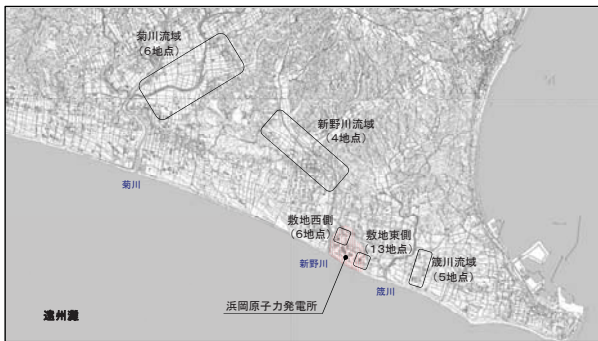 菊川流域
(6地点)
新野川流域
(4地点)
菊川
敷地西側
(6地点)
敷地東側
(13地点)
新野川
筬川流域
(5地点)
筬川
浜岡原子力発電所
遠州灘